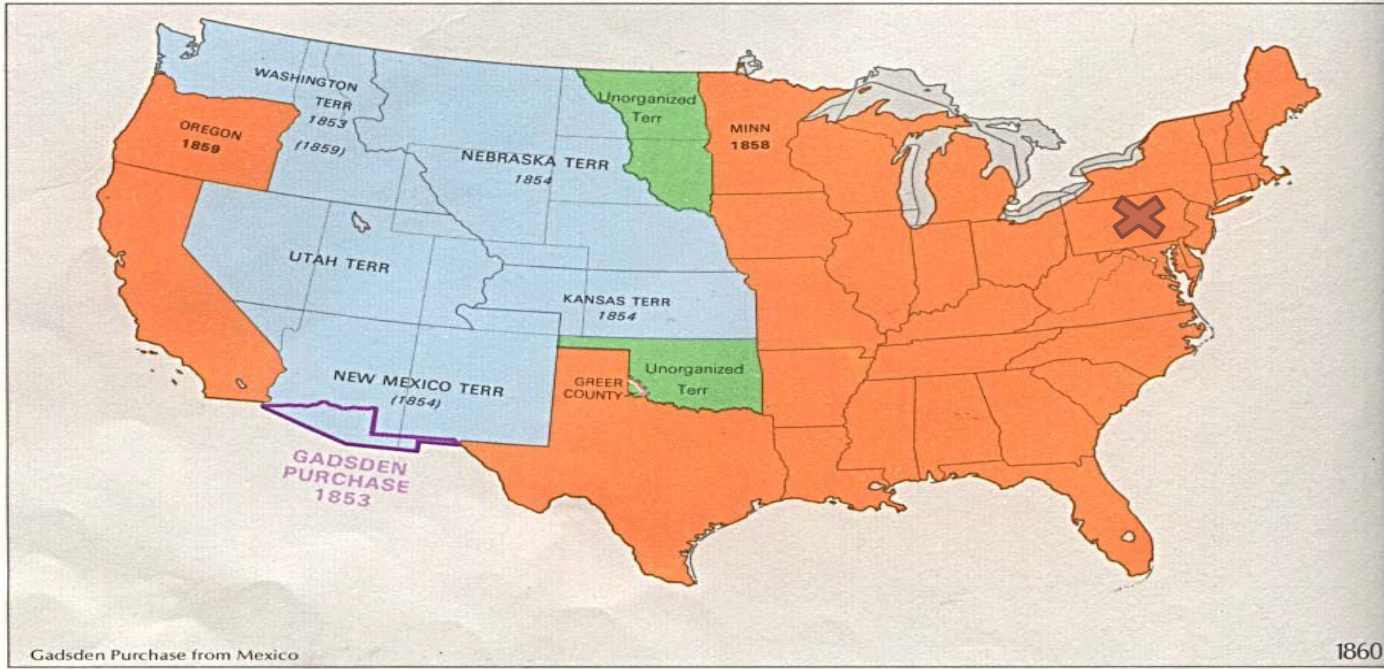 WASHINGTON
TERR
1853
(1859)
OREGON
1859
NEBRASKA TERR
1854
Unorganized
Terr
MINN
1858
UTAH TERR
KANSAS TERR
1854
NEW MEXICO TERR
(1854)
GREER
COUNTY
Unorganized
Terr
GADSDEN
PURCHASE
1853
Gadsden Purchase from Mexico
1860